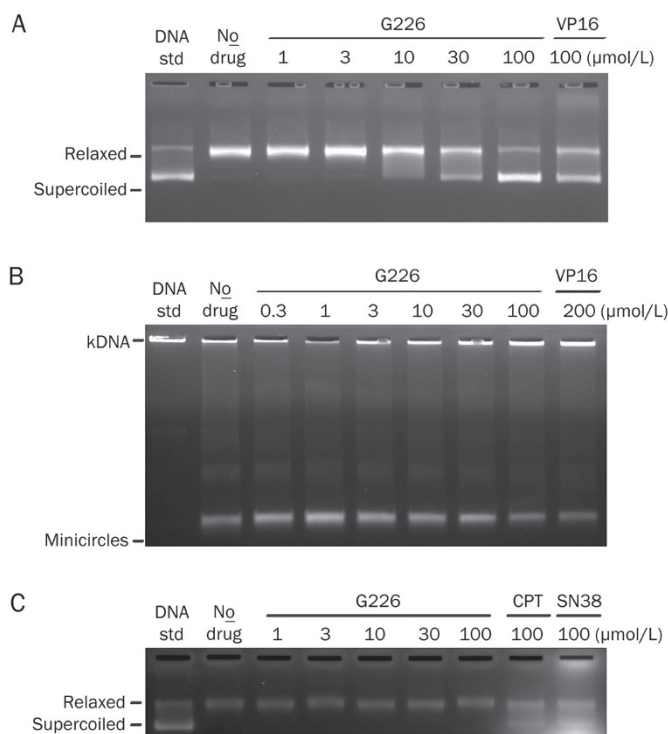 A
DNA std
No drug
G226
VP16
1 3 10 30 100 100 (μmol/L)
Relaxed
Supercoiled
B
DNA std
No drug
G226
VP16
0.3 1 3 10 30 100 200 (μmol/L)
kDNA
Minicircles
C
DNA std
No drug
G226
CPT SN38
1 3 10 30 100 100 100 (μmol/L)
Relaxed
Supercoiled